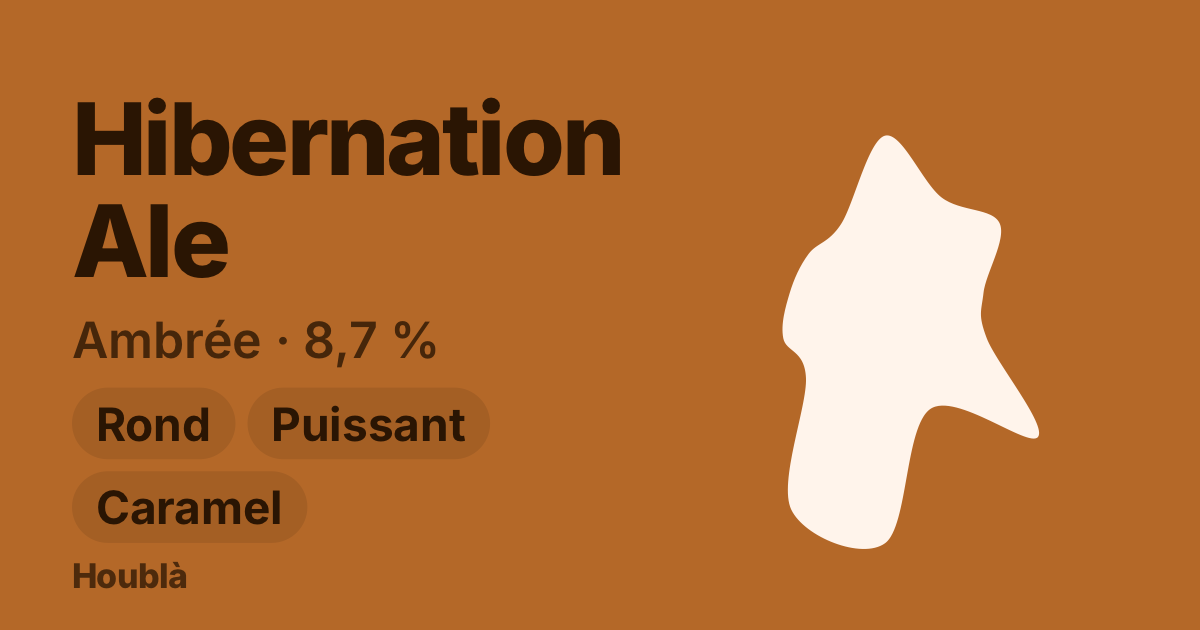 Hibernation
Ale
Ambrée · 8,7 %
Rond Puissant
Caramel
Houblà